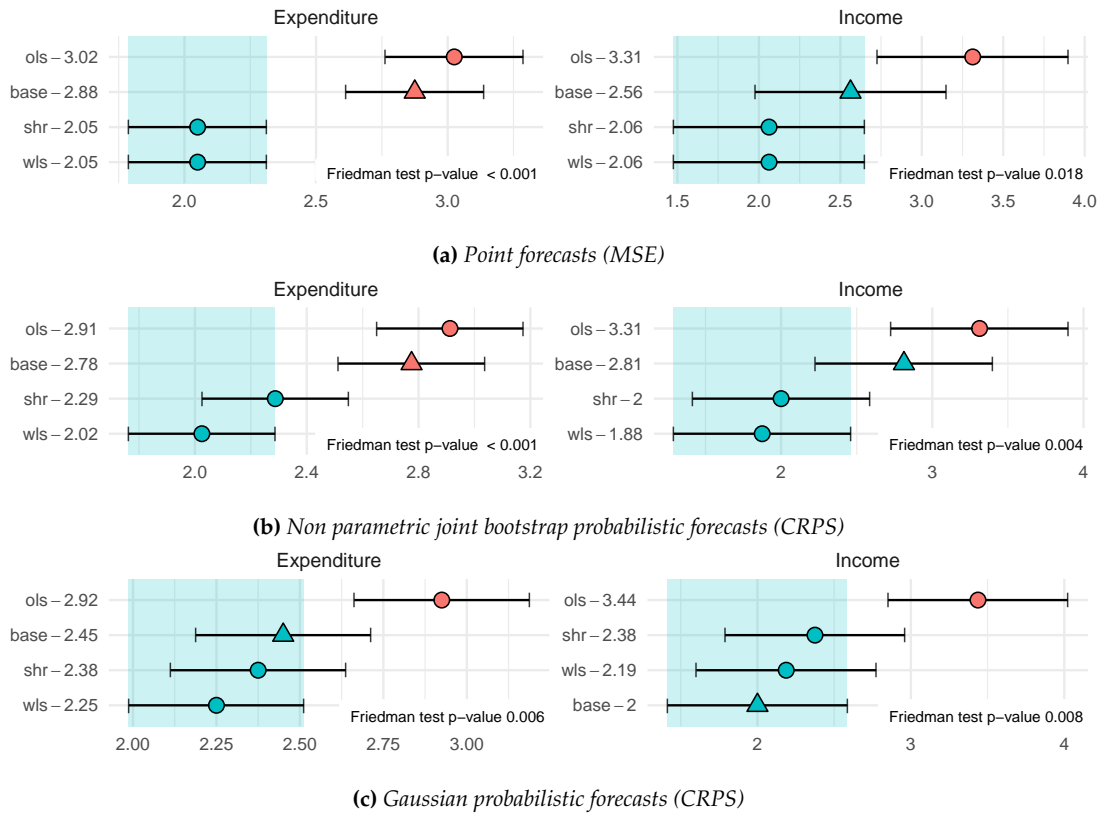 Expenditure
ols − 3.02
base − 2.88
shr − 2.05
wls − 2.05
Friedman test p−value < 0.001
2.0 2.5 3.0
Income
ols − 3.31
base − 2.56
shr − 2.06
wls − 2.06
Friedman test p−value 0.018
1.5 2.0 2.5 3.0 3.5 4.0
(a) Point forecasts (MSE)
Expenditure
ols − 2.91
base − 2.78
shr − 2.29
wls − 2.02
Friedman test p−value < 0.001
2.0 2.4 2.8 3.2
Income
ols − 3.31
base − 2.81
shr − 2
wls − 1.88
Friedman test p−value 0.004
2 3 4
(b) Non parametric joint bootstrap probabilistic forecasts (CRPS)
Expenditure
ols − 2.92
base − 2.45
shr − 2.38
wls − 2.25
Friedman test p−value 0.006
2.00 2.25 2.50 2.75 3.00
Income
ols − 3.44
shr − 2.38
wls − 2.19
base − 2
Friedman test p−value 0.008
2 3 4
(c) Gaussian probabilistic forecasts (CRPS)